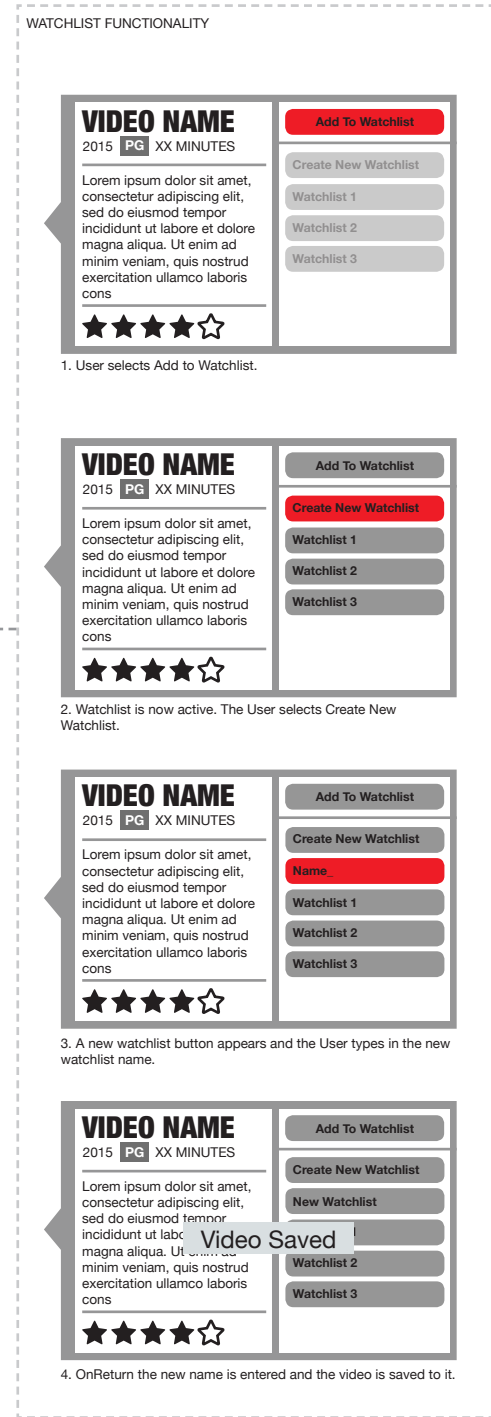 WATCHLIST FUNCTIONALITY
VIDEO NAME
2015 PG XX MINUTES
Lorem ipsum dolor sit amet,
consectetur adipiscing elit,
sed do eiusmod tempor
incididunt ut labore et dolore
magna aliqua. Ut enim ad
minim veniam, quis nostrud
exercitation ullamco laboris
cons
Add To Watchlist
Create New Watchlist
Watchlist 1
Watchlist 2
Watchlist 3
1. User selects Add to Watchlist.
VIDEO NAME
2015 PG XX MINUTES
Lorem ipsum dolor sit amet,
consectetur adipiscing elit,
sed do eiusmod tempor
incididunt ut labore et dolore
magna aliqua. Ut enim ad
minim veniam, quis nostrud
exercitation ullamco laboris
cons
Add To Watchlist
Create New Watchlist
Watchlist 1
Watchlist 2
Watchlist 3
2. Watchlist is now active. The User selects Create New
Watchlist.
VIDEO NAME
2015 PG XX MINUTES
Lorem ipsum dolor sit amet,
consectetur adipiscing elit,
sed do eiusmod tempor
incididunt ut labore et dolore
magna aliqua. Ut enim ad
minim veniam, quis nostrud
exercitation ullamco laboris
cons
Add To Watchlist
Create New Watchlist
Name_
Watchlist 1
Watchlist 2
Watchlist 3
3. A new watchlist button appears and the User types in the new
watchlist name.
VIDEO NAME
2015 PG XX MINUTES
Lorem ipsum dolor sit amet,
consectetur adipiscing elit,
sed do eiusmod tempor
incididunt ut
magna aliqua. Ut enim ad
minim veniam, quis nostrud
exercitation ullamco laboris
cons
Video Saved
Add To Watchlist
Create New Watchlist
New Watchlist
Watchlist 2
Watchlist 3
4. OnReturn the new name is entered and the video is saved to it.